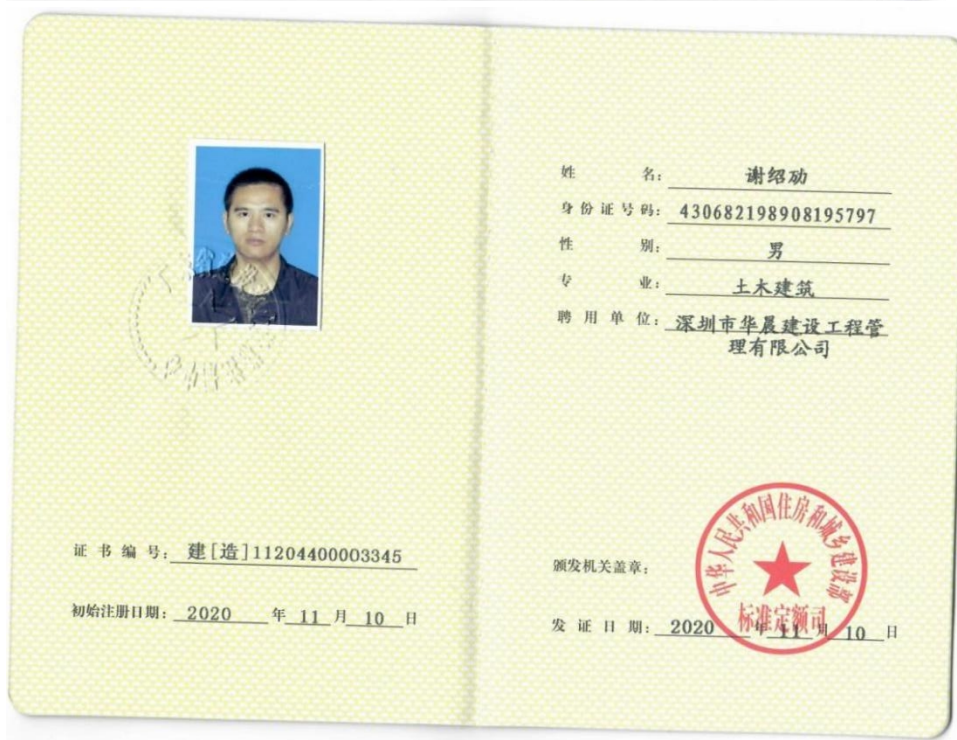 证书编号: 建[造]11204400003345
初始注册日期: 2020 年 11 月 10 日
姓名: 谢绍劢
身份证号码: 430682198908195797
性别: 男
专业: 土木建筑
聘用单位: 深圳市华晨建设工程管
理有限公司
中华人民共和国住房和城乡建设部
标准定额司
颁发机关盖章:
发证日期: 2020 年 11 月 10 日